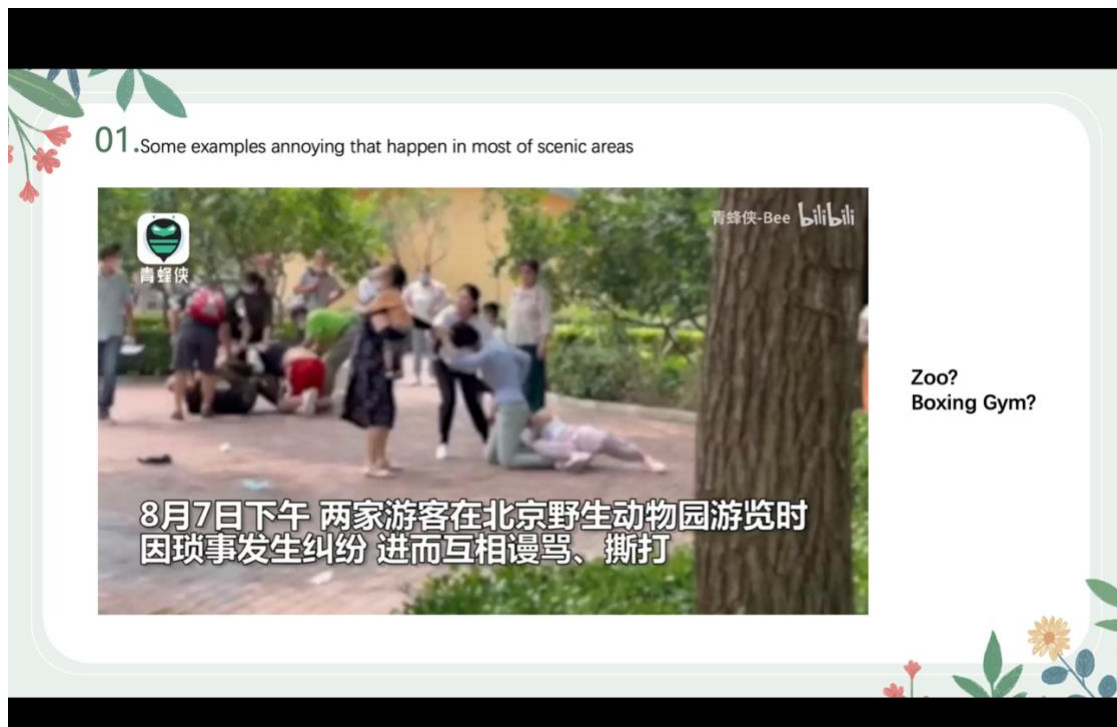 01.Some examples annoying that happen in most of scenic areas
青蜂侠
青蜂侠-Bee bilibili
8月7日下午 两家游客在北京野生动物园游览时
因琐事发生纠纷 进而互相谩骂、撕打
Zoo?
Boxing Gym?